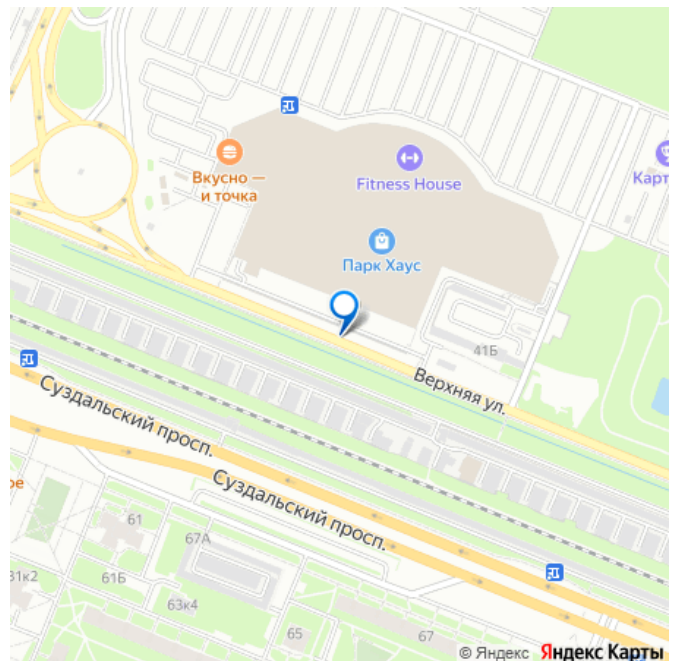 Вкусно —
и точка
Fitness House
Карт
Парк Хаус
41Б
Верхняя ул.
Суздальский просп.
Суздальский просп.
ое
61
67А
31к2
61Б
63к4
65
67
© Яндекс Яндекс Карты